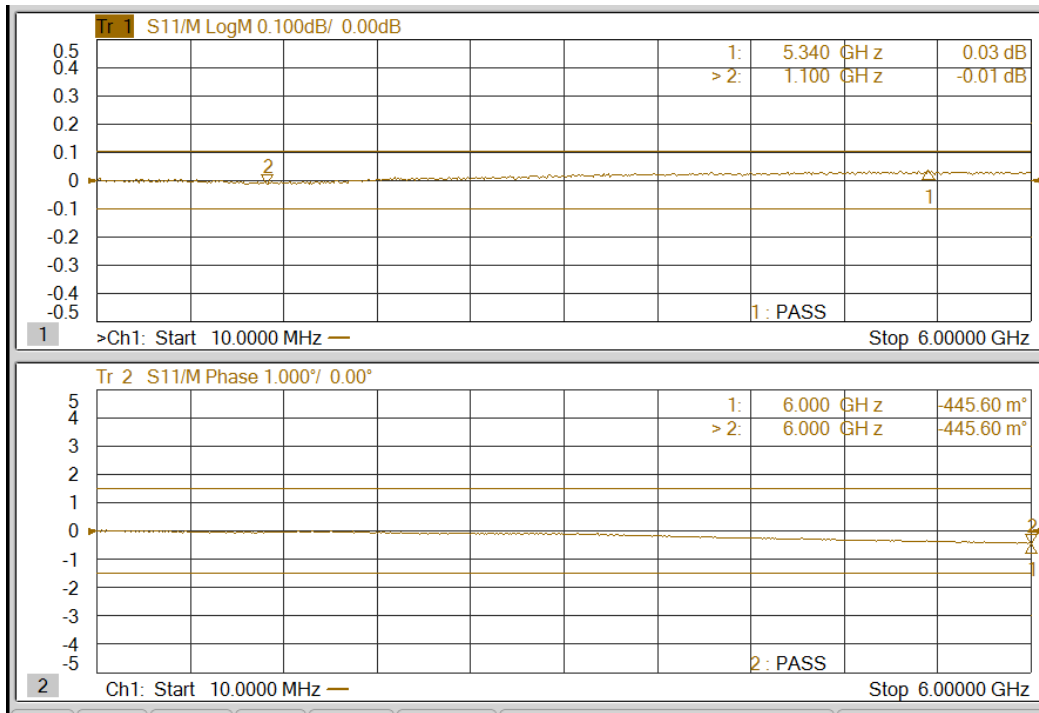 Tr 1 S11/M LogM 0.100dB/ 0.00dB
0.5
1: 5.340 GH z 0.03 dB
0.4
> 2: 1.100 GH z -0.01 dB
0.3
0.2
0.1
2
0
1
-0.1
-0.2
-0.3
-0.4
-0.5
1 : PASS
1
>Ch1: Start 10.0000 MHz
Stop 6.00000 GHz
Tr 2 S11/M Phase 1.000°/ 0.00°
5
1: 6.000 GH z -445.60 m°
4
> 2: 6.000 GH z -445.60 m°
3
2
1
0
2
-1
1
-2
-3
-4
-5
2 : PASS
2
Ch1: Start 10.0000 MHz
Stop 6.00000 GHz